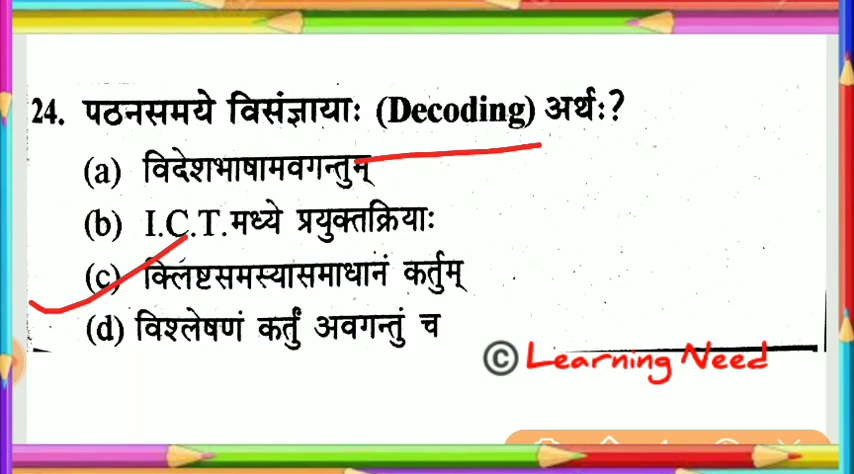 24. पठनसमये विसंज्ञायाः (Decoding) अर्थः?
(a) विदेशभाषामवगन्तुम्
(b) I.C.T.मध्ये प्रयुक्तक्रियाः
(c) क्लिष्टसमस्यासमाधानं कर्तुम्
(d) विश्लेषणं कर्तुं अवगन्तुं च
© Learning Need